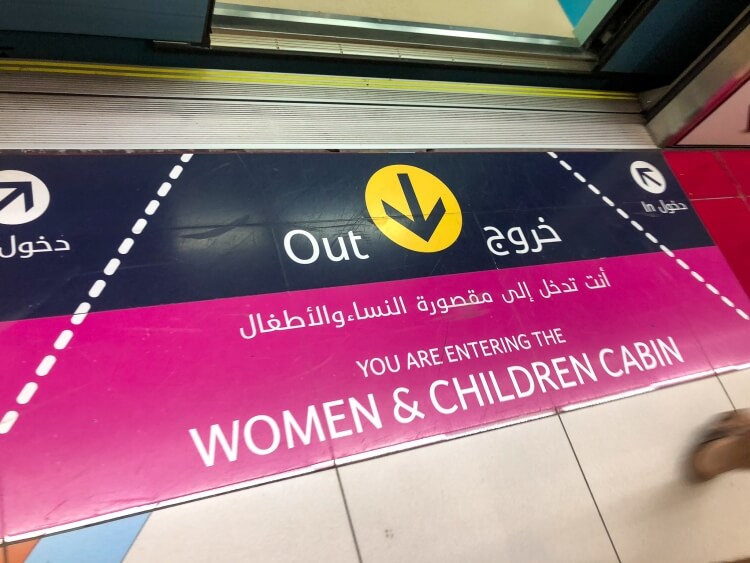 دخول
Out خروج
دخول In
أنت تدخل إلى مقصورة النساء والأطفال
YOU ARE ENTERING THE
WOMEN & CHILDREN CABIN